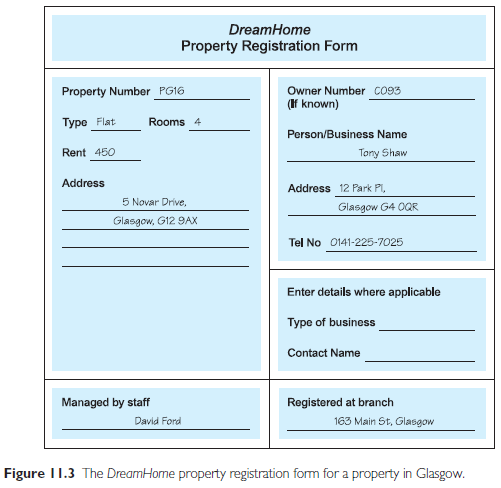 DreamHome
Property Registration Form
Property Number PG16
Type Flat Rooms 4
Rent 450
Address
5 Novar Drive,
Glasgow, G12 9AX
Owner Number CO93
(If known)
Person/Business Name
Tony Shaw
Address 12 Park Pl,
Glasgow G4 0QR
Tel No 0141-225-7025
Enter details where applicable
Type of business
Contact Name
Managed by staff
David Ford
Registered at branch
163 Main St, Glasgow
Figure 11.3 The DreamHome property registration form for a property in Glasgow.